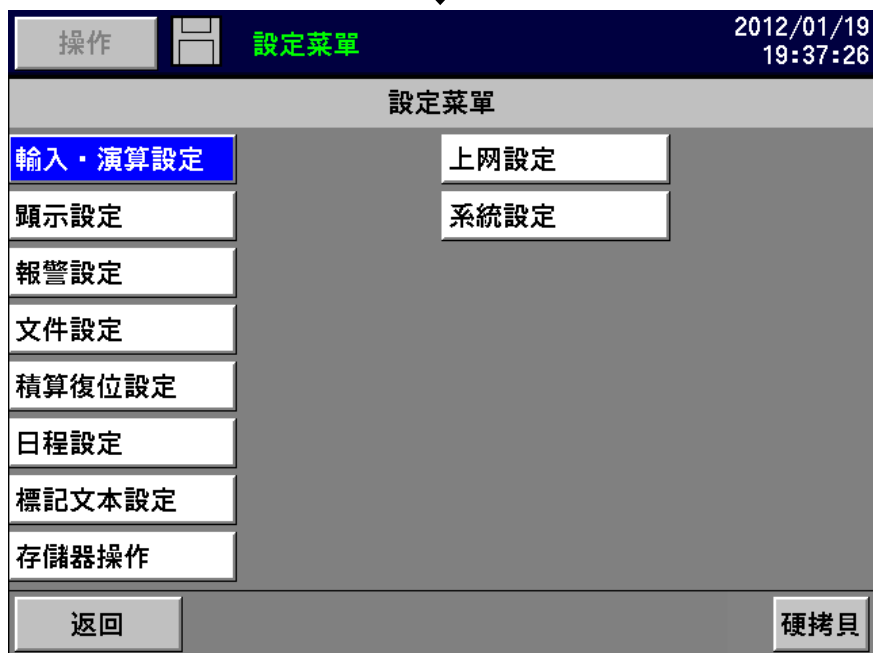 操作
設定菜單
2012/01/19
19:37:26
設定菜單
輸入・演算設定
顕示設定
報警設定
文件設定
積算復位設定
日程設定
標記文本設定
存儲器操作
上网設定
系統設定
返回
硬拷貝